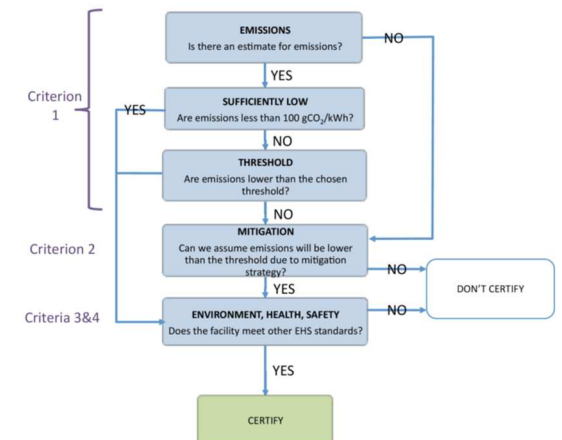 EMISSIONS
Is there an estimate for emissions?
NO
YES
Criterion
1
SUFFICIENTLY LOW
Are emissions less than 100 gCO₂/kWh?
YES
NO
THRESHOLD
Are emissions lower than the chosen
threshold?
NO
Criterion 2
MITIGATION
Can we assume emissions will be lower
than the threshold due to mitigation
strategy?
NO
YES
DON'T CERTIFY
Criteria 3&4
ENVIRONMENT, HEALTH, SAFETY
Does the facility meet other EHS standards?
NO
YES
CERTIFY